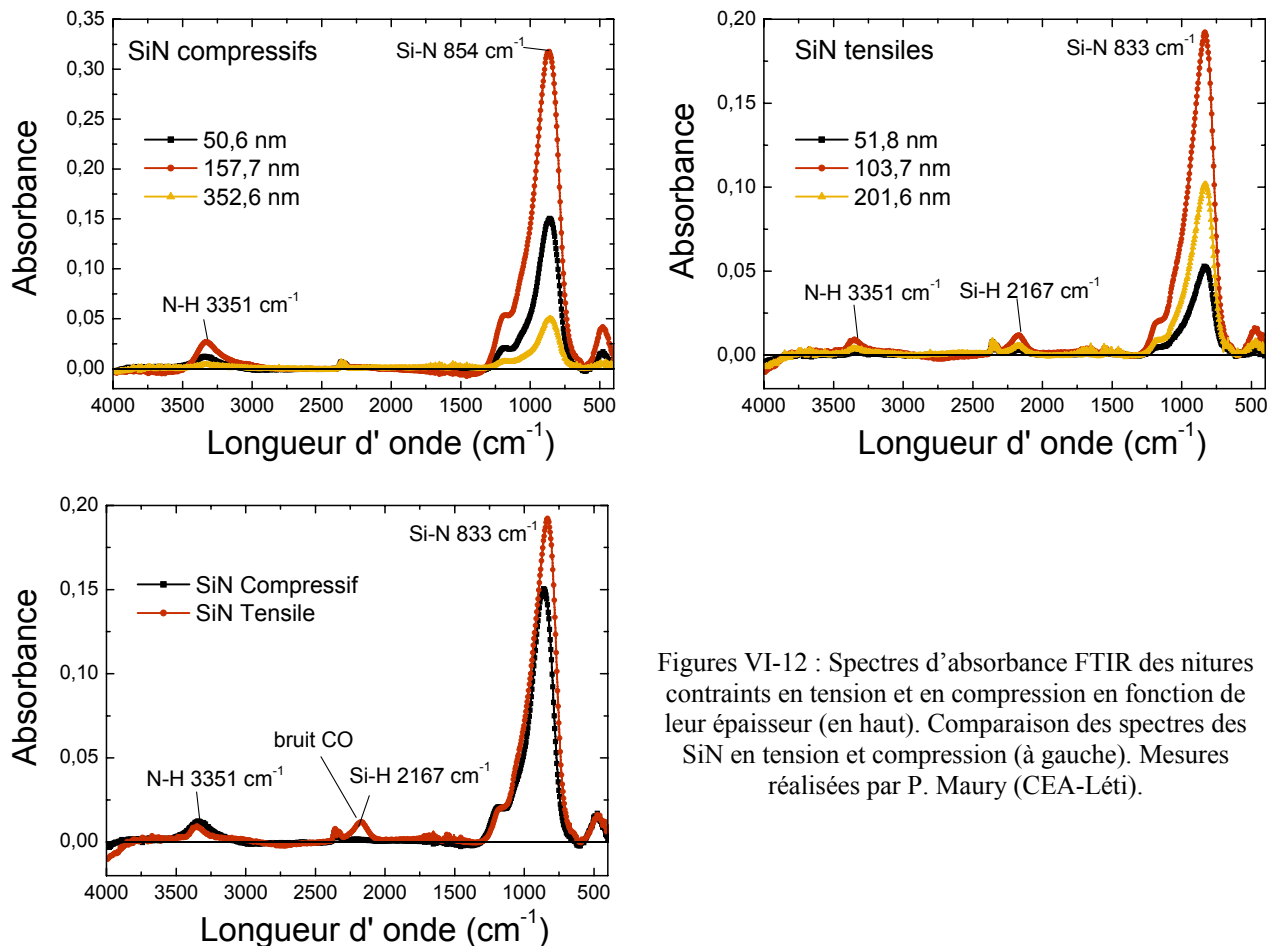 SiN compressifs
Si-N 854 cm⁻¹
50,6 nm
157,7 nm
352,6 nm
N-H 3351 cm⁻¹
Absorbance
0,35
0,30
0,25
0,20
0,15
0,10
0,05
0,00
4000 3500 3000 2500 2000 1500 1000 500
Longueur d' onde (cm⁻¹)
SiN tensiles
Si-N 833 cm⁻¹
51,8 nm
103,7 nm
201,6 nm
N-H 3351 cm⁻¹
Si-H 2167 cm⁻¹
Absorbance
0,20
0,15
0,10
0,05
0,00
4000 3500 3000 2500 2000 1500 1000 500
Longueur d' onde (cm⁻¹)
Si-N 833 cm⁻¹
SiN Compressif
SiN Tensile
bruit CO
N-H 3351 cm⁻¹
Si-H 2167 cm⁻¹
Absorbance
0,20
0,15
0,10
0,05
0,00
4000 3500 3000 2500 2000 1500 1000 500
Longueur d' onde (cm⁻¹)
Figures VI-12 : Spectres d’absorbance FTIR des nitures
contraints en tension et en compression en fonction de
leur épaisseur (en haut). Comparaison des spectres des
SiN en tension et compression (à gauche). Mesures
réalisées par P. Maury (CEA-Léti).